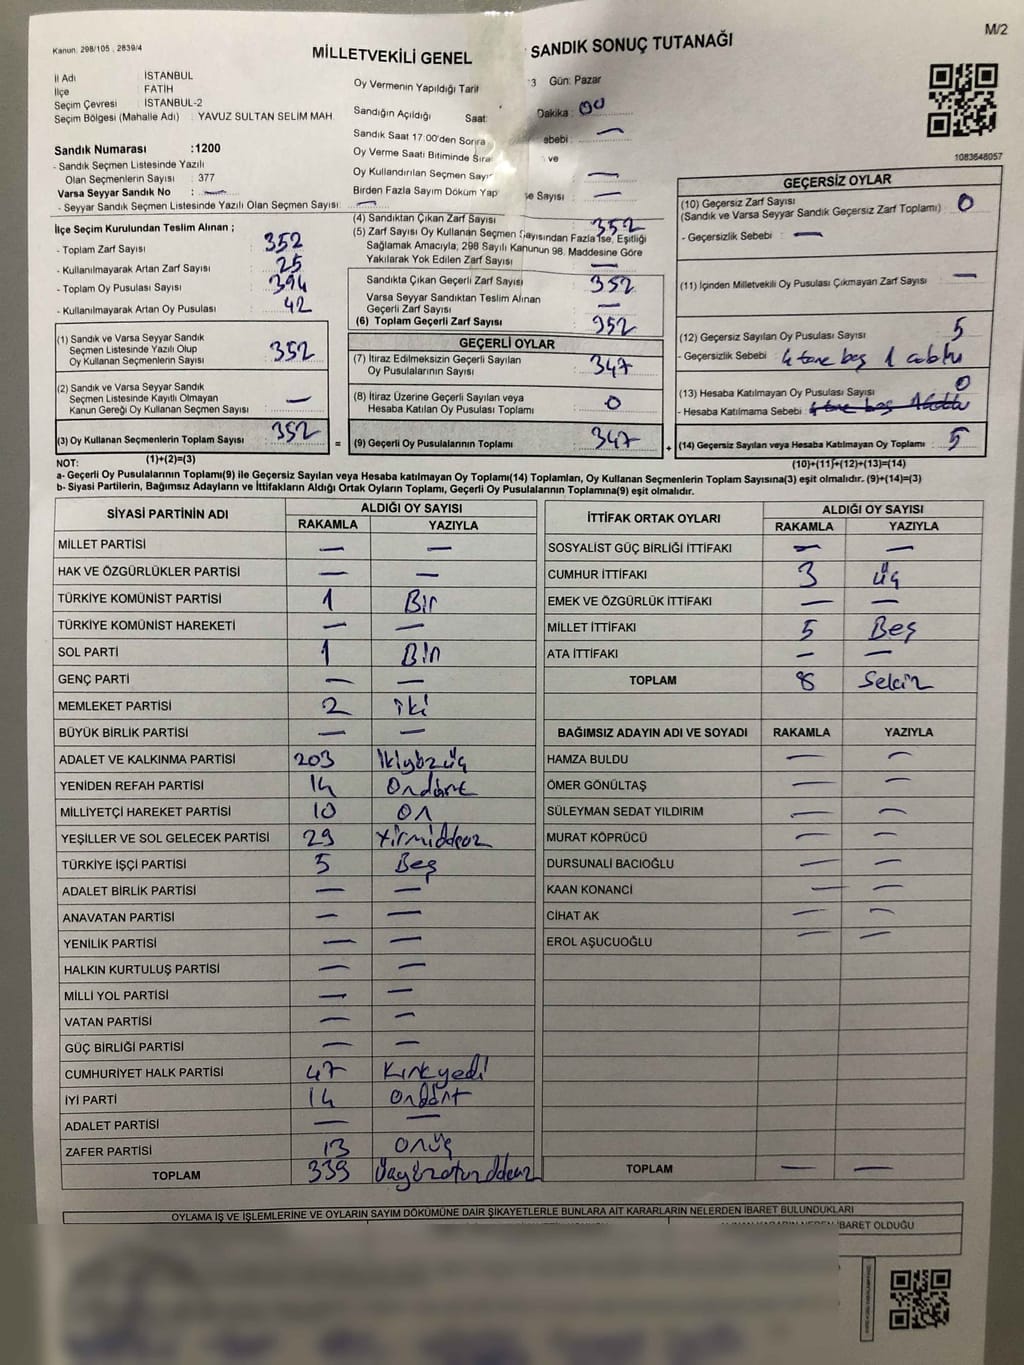 M/2
Kanun: 298/105 , 2839/4
MİLLETVEKİLİ GENEL SANDIK SONUÇ TUTANAĞI
İl Adı İSTANBUL
İlçe FATİH
Seçim Çevresi İSTANBUL-2
Seçim Bölgesi (Mahalle Adı) : YAVUZ SULTAN SELİM MAH.
Sandık Numarası :1200
- Sandık Seçmen Listesinde Yazılı
Olan Seçmenlerin Sayısı : 377
Varsa Seyyar Sandık No : —
- Seyyar Sandık Seçmen Listesinde Yazılı Olan Seçmen Sayısı: —
Oy Vermenin Yapıldığı Tari 3 Gün: Pazar
Sandığın Açıldığı Saat: Dakika : 00
Sandık Saat 17:00'den Sonra ebebi : —
Oy Verme Saati Bitiminde Sıra ve
Oy Kullandırılan Seçmen Sayı —
Birden Fazla Sayım Döküm Yap se Sayısı : —
1083648057
İlçe Seçim Kurulundan Teslim Alınan ;
- Toplam Zarf Sayısı : 352
- Kullanılmayarak Artan Zarf Sayısı : 25
- Toplam Oy Pusulası Sayısı : 394
- Kullanılmayarak Artan Oy Pusulası : 42
(1) Sandık ve Varsa Seyyar Sandık
Seçmen Listesinde Yazılı Olup
Oy Kullanan Seçmenlerin Sayısı : 352
(2) Sandık ve Varsa Seyyar Sandık
Seçmen Listesinde Kayıtlı Olmayan
Kanun Gereği Oy Kullanan Seçmen Sayısı : —
(3) Oy Kullanan Seçmenlerin Toplam Sayısı : 352
(1)+(2)=(3)
(4) Sandıktan Çıkan Zarf Sayısı : 352
(5) Zarf Sayısı Oy Kullanan Seçmen Sayısından Fazla ise, Eşitliği
Sağlamak Amacıyla; 298 Sayılı Kanunun 98. Maddesine Göre
Yakılarak Yok Edilen Zarf Sayısı : —
Sandıkta Çıkan Geçerli Zarf Sayısı : 352
Varsa Seyyar Sandıktan Teslim Alınan
Geçerli Zarf Sayısı : —
(6) Toplam Geçerli Zarf Sayısı : 352
GEÇERLİ OYLAR
(7) İtiraz Edilmeksizin Geçerli Sayılan
Oy Pusulalarının Sayısı : 347
(8) İtiraz Üzerine Geçerli Sayılan veya
Hesaba Katılan Oy Pusulası Toplamı : 0
= (9) Geçerli Oy Pusulalarının Toplamı : 347
GEÇERSİZ OYLAR
(10) Geçersiz Zarf Sayısı
(Sandık ve Varsa Seyyar Sandık Geçersiz Zarf Toplamı) : 0
- Geçersizlik Sebebi : —
(11) İçinden Milletvekili Oy Pusulası Çıkmayan Zarf Sayısı : —
(12) Geçersiz Sayılan Oy Pusulası Sayısı : 5
- Geçersizlik Sebebi : 4 tane boş 1
(13) Hesaba Katılmayan Oy Pusulası Sayısı : 0
- Hesaba Katılmama Sebebi : 4 tane boş
+ (14) Geçersiz Sayılan veya Hesaba Katılmayan Oy Toplamı : 5
(10)+(11)+(12)+(13)=(14)
NOT:
a- Geçerli Oy Pusulalarının Toplamı(9) ile Geçersiz Sayılan veya Hesaba katılmayan Oy Toplamı(14) Toplamları, Oy Kullanan Seçmenlerin Toplam Sayısına(3) eşit olmalıdır. (9)+(14)=(3)
b- Siyasi Partilerin, Bağımsız Adayların ve İttifakların Aldığı Ortak Oyların Toplamı, Geçerli Oy Pusulalarının Toplamına(9) eşit olmalıdır.
SİYASİ PARTİNİN ADI ALDIĞI OY SAYISI
RAKAMLA YAZIYLA
MİLLET PARTİSİ — —
HAK VE ÖZGÜRLÜKLER PARTİSİ — —
TÜRKİYE KOMÜNİST PARTİSİ 1 Bir
TÜRKİYE KOMÜNİST HAREKETİ — —
SOL PARTİ 1 Bir
GENÇ PARTİ — —
MEMLEKET PARTİSİ 2 iki
BÜYÜK BİRLİK PARTİSİ — —
ADALET VE KALKINMA PARTİSİ 203 ikiyüzüç
YENİDEN REFAH PARTİSİ 14 Ondört
MİLLİYETÇİ HAREKET PARTİSİ 10 On
YEŞİLLER VE SOL GELECEK PARTİSİ 29 Yirmidokuz
TÜRKİYE İŞÇİ PARTİSİ 5 Beş
ADALET BİRLİK PARTİSİ — —
ANAVATAN PARTİSİ — —
YENİLİK PARTİSİ — —
HALKIN KURTULUŞ PARTİSİ — —
MİLLİ YOL PARTİSİ — —
VATAN PARTİSİ — —
GÜÇ BİRLİĞİ PARTİSİ — —
CUMHURİYET HALK PARTİSİ 47 Kırkyedi
İYİ PARTİ 14 Ondört
ADALET PARTİSİ — —
ZAFER PARTİSİ 13 Onüç
TOPLAM 339 Üçyüzotuzdokuz
İTTİFAK ORTAK OYLARI ALDIĞI OY SAYISI
RAKAMLA YAZIYLA
SOSYALİST GÜÇ BİRLİĞİ İTTİFAKI — —
CUMHUR İTTİFAKI 3 üç
EMEK VE ÖZGÜRLÜK İTTİFAKI — —
MİLLET İTTİFAKI 5 Beş
ATA İTTİFAKI — —
TOPLAM 8 Sekiz
BAĞIMSIZ ADAYIN ADI VE SOYADI RAKAMLA YAZIYLA
HAMZA BULDU — —
ÖMER GÖNÜLTAŞ — —
SÜLEYMAN SEDAT YILDIRIM — —
MURAT KÖPRÜCÜ — —
DURSUNALİ BACIOĞLU — —
KAAN KONANCİ — —
CİHAT AK — —
EROL AŞUCUOĞLU — —
TOPLAM — —
OYLAMA İŞ VE İŞLEMLERİNE VE OYLARIN SAYIM DÖKÜMÜNE DAİR ŞİKAYETLERLE BUNLARA AİT KARARLARIN NELERDEN İBARET BULUNDUKLARI
İBARET OLDUĞU